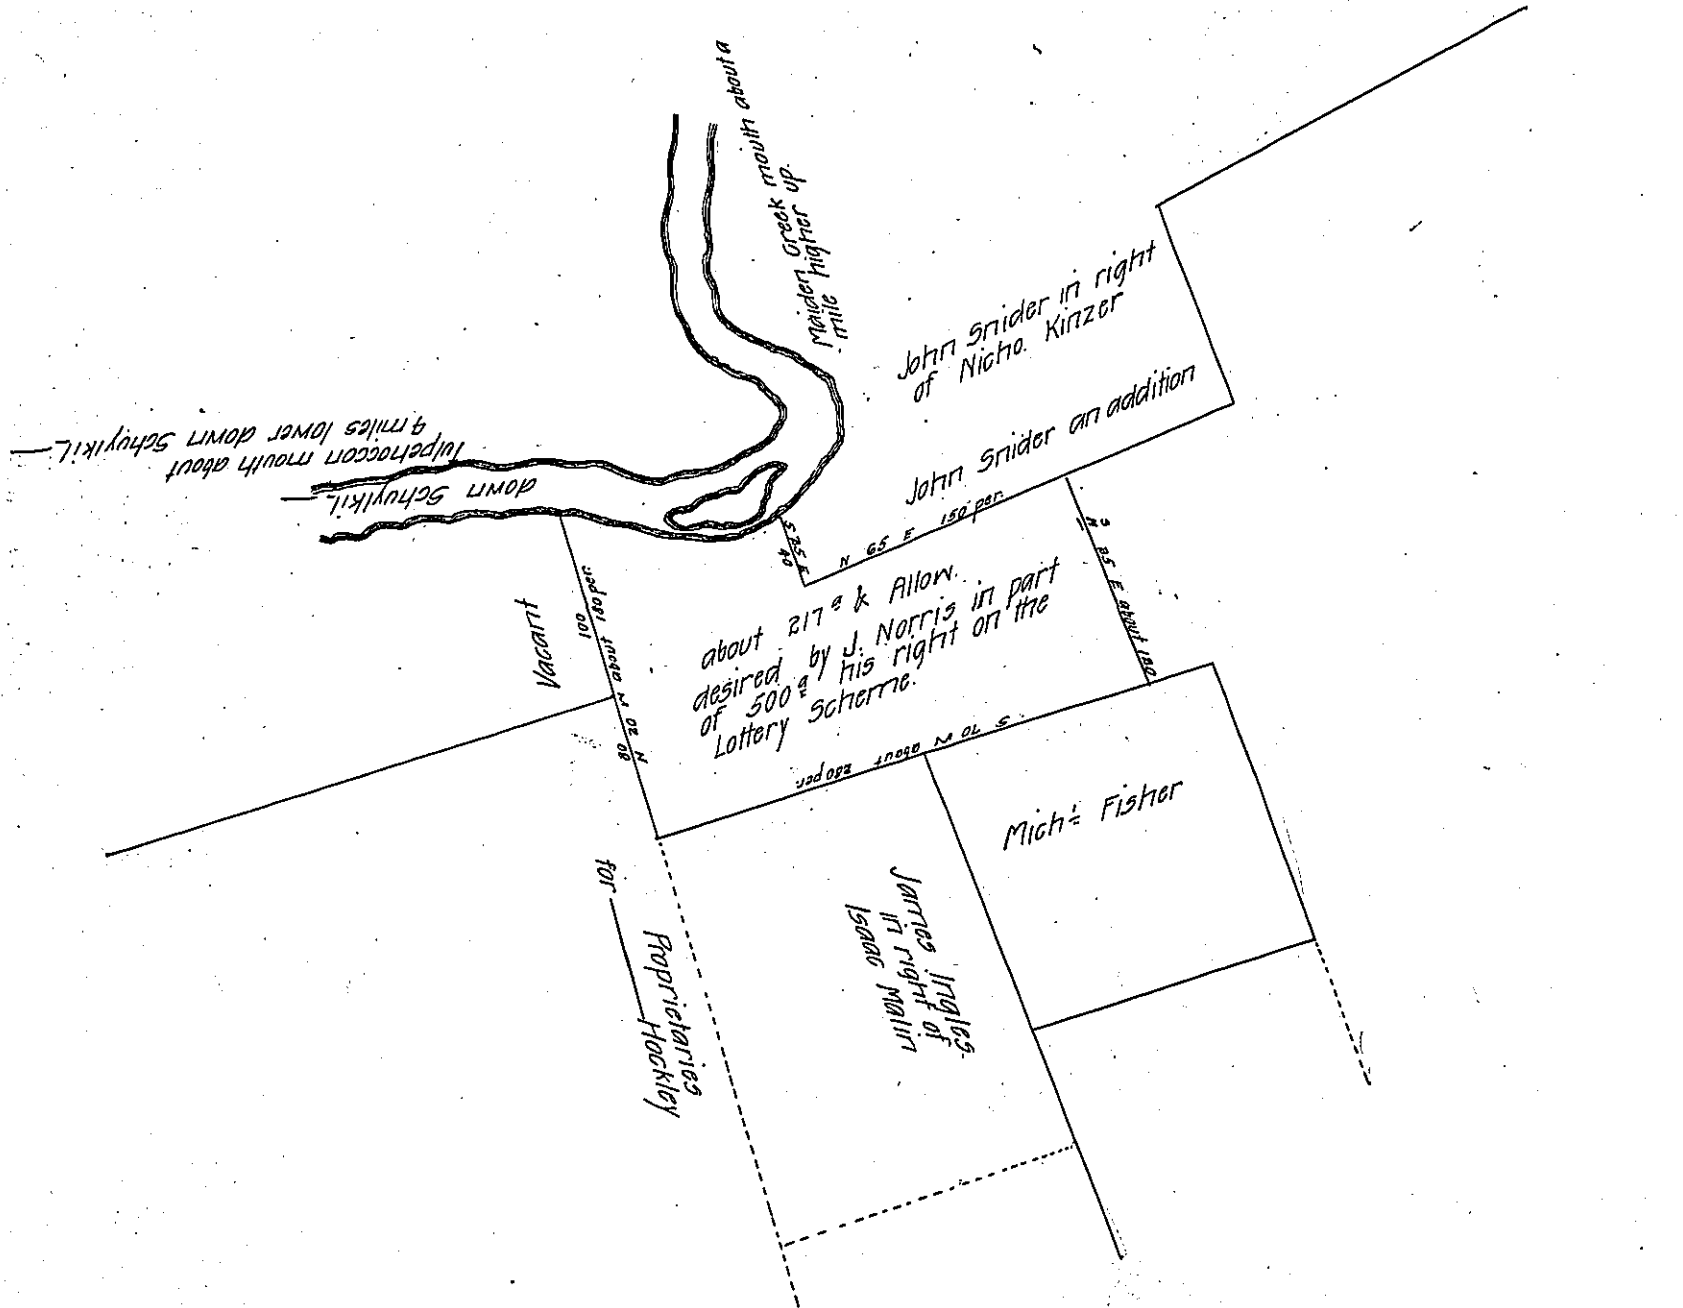 Maiden Creek mouth about a
mile higher up.
John Snider in right
of Nicho. Kinzer
John Snider an addition
Tulpehoccon mouth about
4 miles lower down Schuylkil
down Schuylkil
S 25 E
40
N 65 E 150 per.
S 25 E about 120
Vacant
N 20 W about 180 per.
100
80
about 217 a & Allow.
desired by J. Norris in part
of 500 a his right on the
Lottery Scheme.
S 70 W about 280 per.
Mich l Fisher
James Ingles
in right of
Isaac Malin
for
Proprietaries
Hockley